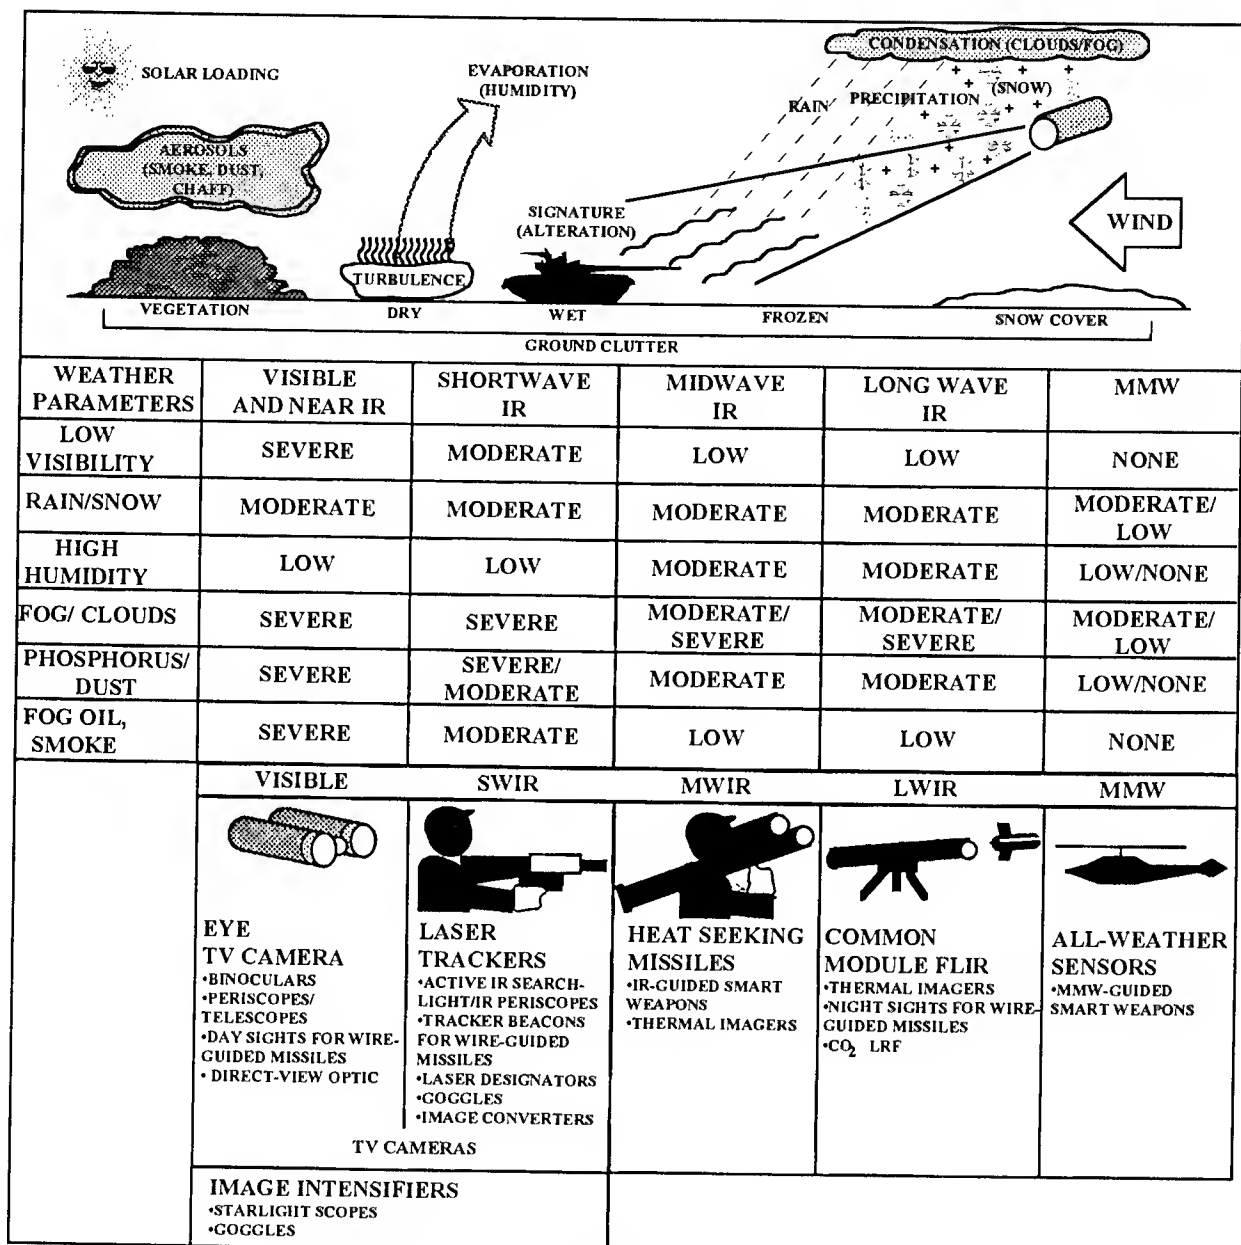 CONDENSATION (CLOUDS/FOG)
SOLAR LOADING
EVAPORATION
(HUMIDITY)
(SNOW)
RAIN PRECIPITATION
AEROSOLS
(SMOKE, DUST,
CHAFF)
SIGNATURE
(ALTERATION)
WIND
TURBULENCE
VEGETATION DRY WET FROZEN SNOW COVER
GROUND CLUTTER
WEATHER PARAMETERS
VISIBLE AND NEAR IR
SHORTWAVE IR
MIDWAVE IR
LONG WAVE IR
MMW
LOW VISIBILITY
SEVERE
MODERATE
LOW
LOW
NONE
RAIN/SNOW
MODERATE
MODERATE
MODERATE
MODERATE
MODERATE/ LOW
HIGH HUMIDITY
LOW
LOW
MODERATE
MODERATE
LOW/NONE
FOG/ CLOUDS
SEVERE
SEVERE
MODERATE/ SEVERE
MODERATE/ SEVERE
MODERATE/ LOW
PHOSPHORUS/ DUST
SEVERE
SEVERE/ MODERATE
MODERATE
MODERATE
LOW/NONE
FOG OIL, SMOKE
SEVERE
MODERATE
LOW
LOW
NONE
VISIBLE
SWIR
MWIR
LWIR
MMW
EYE
TV CAMERA
•BINOCULARS
•PERISCOPES/
TELESCOPES
•DAY SIGHTS FOR WIRE-
GUIDED MISSILES
• DIRECT-VIEW OPTIC
LASER
TRACKERS
•ACTIVE IR SEARCH-
LIGHT/IR PERISCOPES
•TRACKER BEACONS
FOR WIRE-GUIDED
MISSILES
•LASER DESIGNATORS
•GOGGLES
•IMAGE CONVERTERS
TV CAMERAS
HEAT SEEKING
MISSILES
•IR-GUIDED SMART
WEAPONS
•THERMAL IMAGERS
COMMON
MODULE FLIR
•THERMAL IMAGERS
•NIGHT SIGHTS FOR WIRE-
GUIDED MISSILES
•CO₂ LRF
ALL-WEATHER
SENSORS
•MMW-GUIDED
SMART WEAPONS
IMAGE INTENSIFIERS
•STARLIGHT SCOPES
•GOGGLES